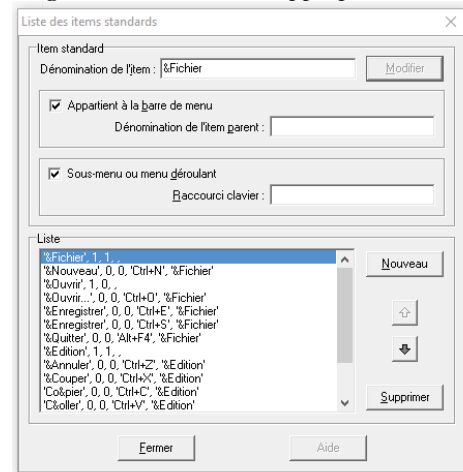 Liste des items standards
Item standard
Dénomination de l'item : &Fichier
Modifier
Appartient à la barre de menu
Dénomination de l'item parent :
Sous-menu ou menu déroulant
Raccourci clavier :
Liste
'&Fichier', 1, 1, ,
'&Nouveau', 0, 0, 'Ctrl+N', '&Fichier'
'&Ouvrir', 1, 0, ,
'&Ouvrir...', 0, 0, 'Ctrl+O', '&Fichier'
'&Enregistrer', 0, 0, 'Ctrl+E', '&Fichier'
'&Enregistrer', 0, 0, 'Ctrl+S', '&Fichier'
'&Quitter', 0, 0, 'Alt+F4', '&Fichier'
'&Edition', 1, 1, ,
'&Annuler', 0, 0, 'Ctrl+Z', '&Edition'
'&Couper', 0, 0, 'Ctrl+X', '&Edition'
'Co&pier', 0, 0, 'Ctrl+C', '&Edition'
'C&oller', 0, 0, 'Ctrl+V', '&Edition'
Nouveau
Supprimer
Fermer
Aide